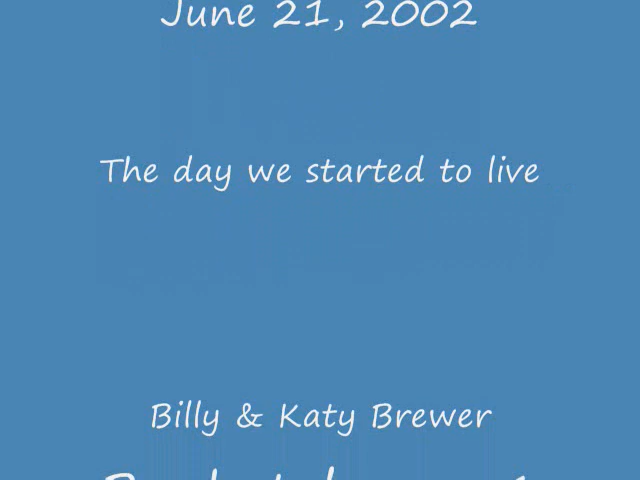 June 21, 2002
The day we started to live
Billy & Katy Brewer